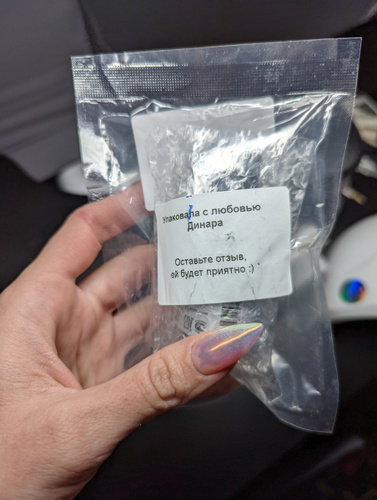 Упаковала с любовью
Динара
Оставьте отзыв,
ей будет приятно :)